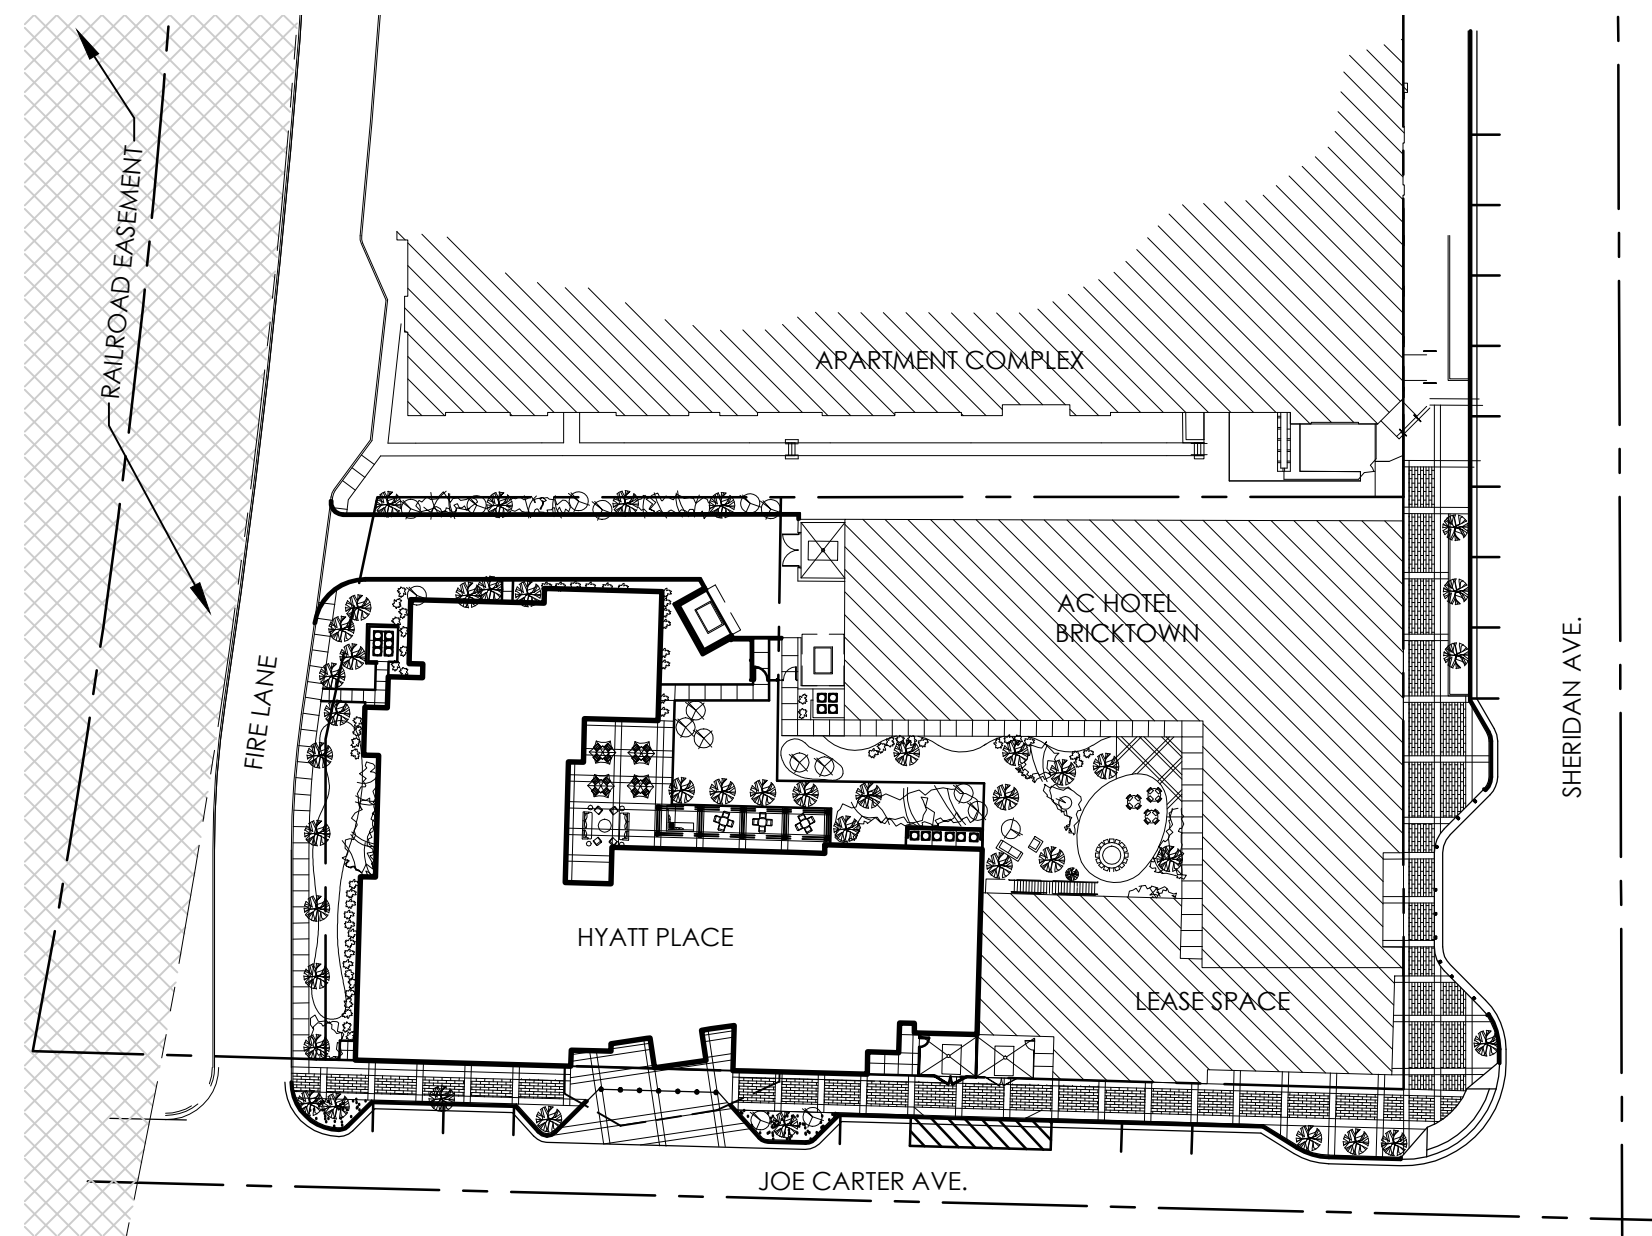 RAILROAD EASEMENT
APARTMENT COMPLEX
AC HOTEL
BRICKTOWN
SHERIDAN AVE.
FIRE LANE
HYATT PLACE
LEASE SPACE
JOE CARTER AVE.